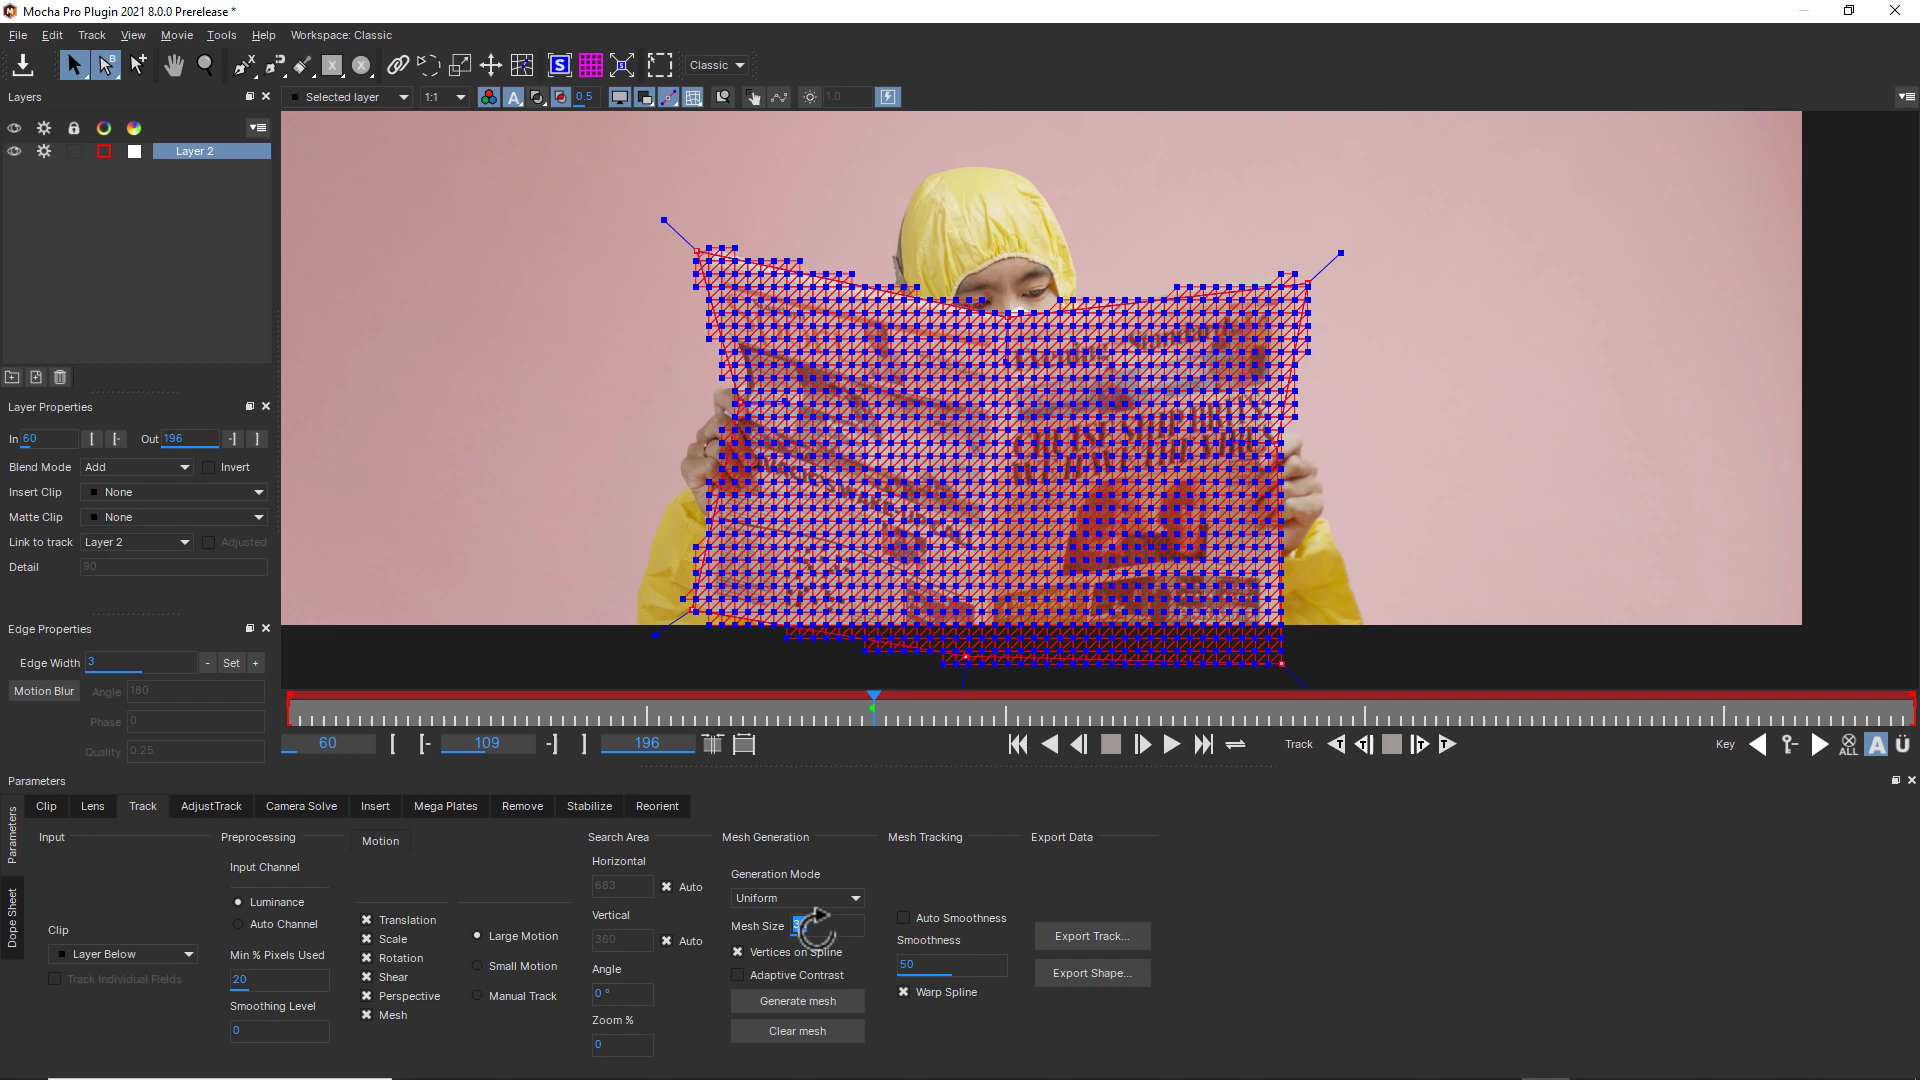 Mocha Pro Plugin 2021 8.0.0 Prerelease *
File Edit Track View Movie Tools Help Workspace: Classic
Classic
Layers
Selected layer 1:1 A 0.5 1.0
Layer 2
Layer Properties
In 60 Out 196
Blend Mode Add Invert
Insert Clip None
Matte Clip None
Link to track Layer 2 Adjusted
Detail 90
Edge Properties
Edge Width 3 - Set +
Motion Blur Angle 180
Phase 0
Quality 0.25
60 109 196 Track Key ALL A
Parameters
Clip Lens Track AdjustTrack Camera Solve Insert Mega Plates Remove Stabilize Reorient
Parameters
Dope Sheet
Input
Clip
Layer Below
Track Individual Fields
Preprocessing
Input Channel
Luminance
Auto Channel
Min % Pixels Used
20
Smoothing Level
0
Motion
Translation
Scale
Rotation
Shear
Perspective
Mesh
Large Motion
Small Motion
Manual Track
Search Area
Horizontal
683 Auto
Vertical
360 Auto
Angle
0 °
Zoom %
0
Mesh Generation
Generation Mode
Uniform
Mesh Size
Vertices on Spline
Adaptive Contrast
Generate mesh
Clear mesh
Mesh Tracking
Auto Smoothness
Smoothness
50
Warp Spline
Export Data
Export Track...
Export Shape...